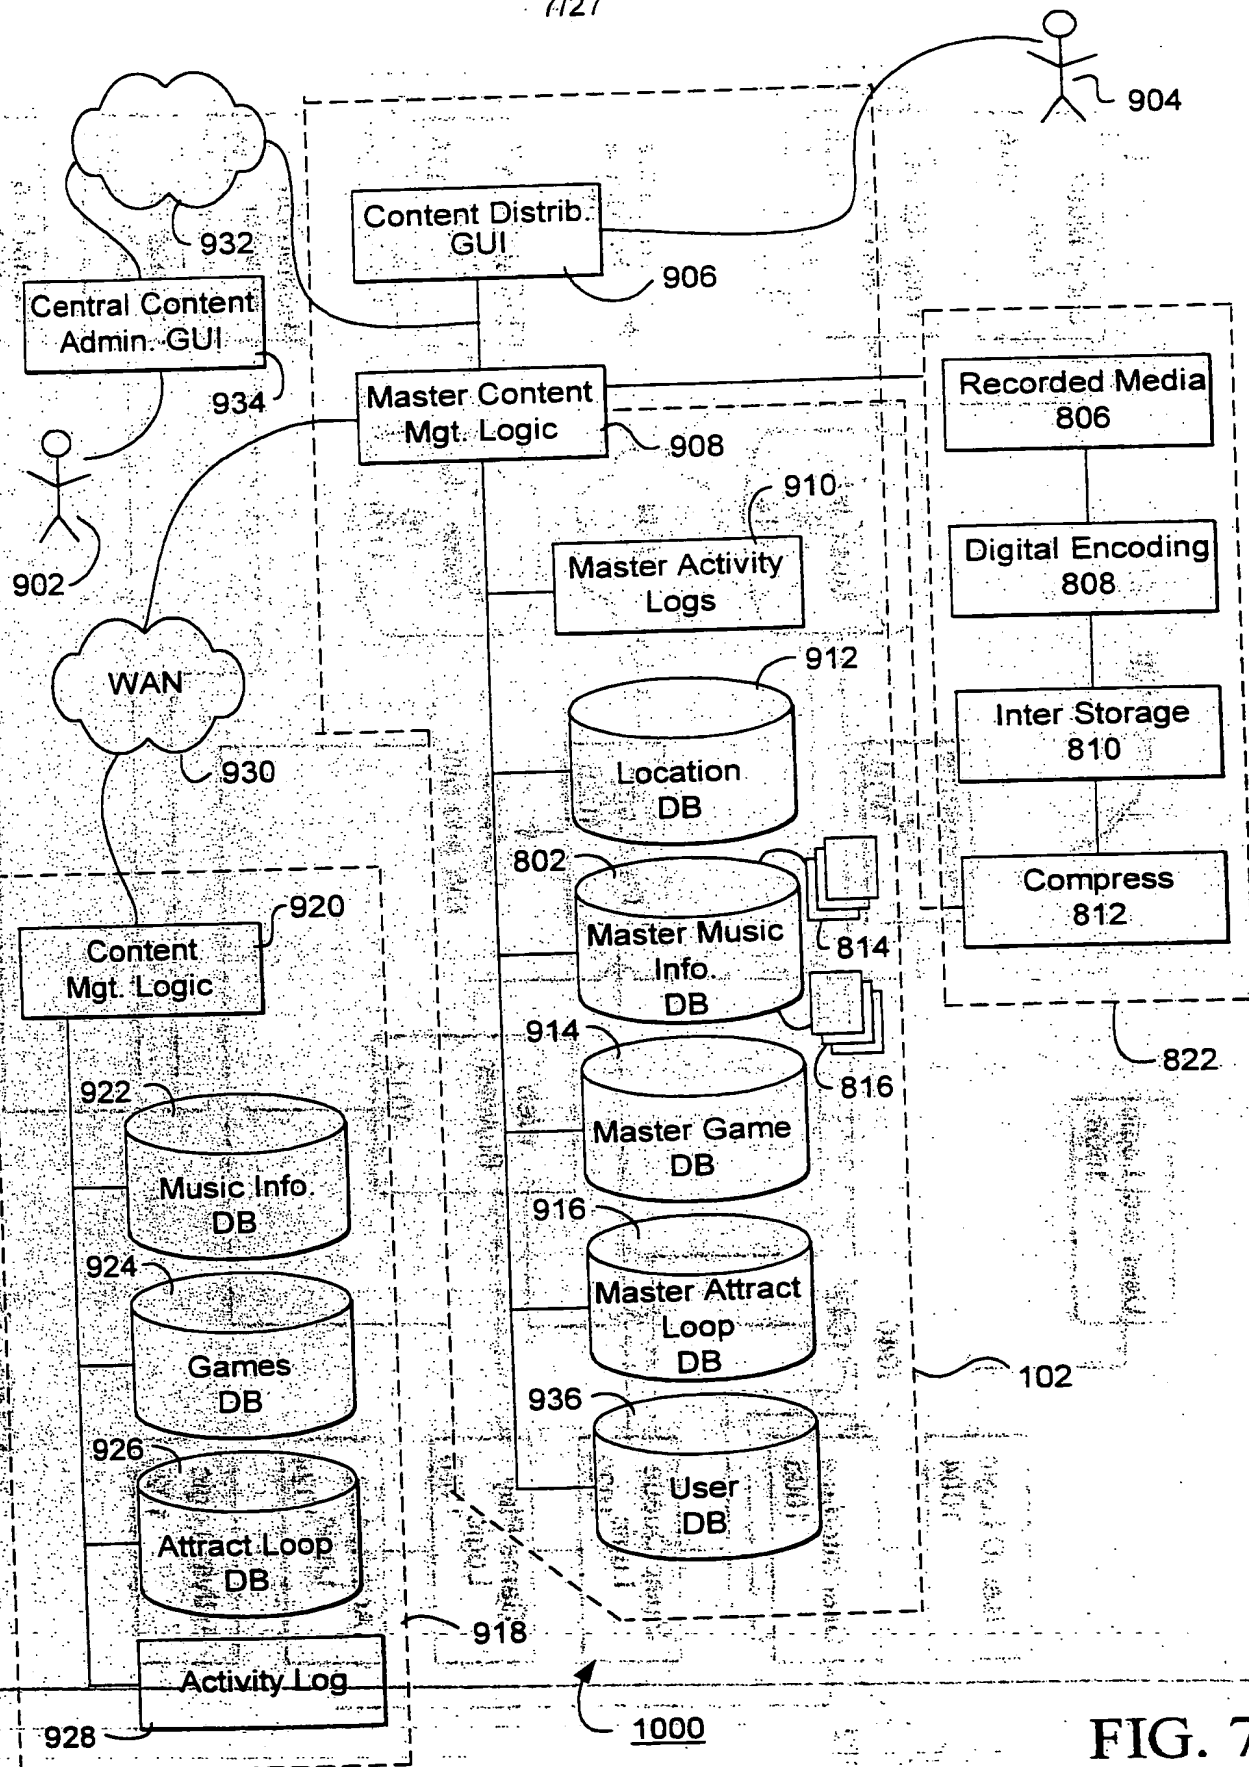 7/27
904
932
Content Distrib.
GUI
906
Central Content
Admin. GUI
934
Master Content
Mgt. Logic
908
Recorded Media
806
902
910
Master Activity
Logs
Digital Encoding
808
WAN
930
912
Location
DB
Inter Storage
810
802
Master Music
Info.
DB
814
816
Compress
812
822
920
Content
Mgt. Logic
914
Master Game
DB
922
Music Info.
DB
916
Master Attract
Loop
DB
102
924
Games
DB
936
User
DB
926
Attract Loop
DB
918
Activity Log
928
1000
FIG. 7